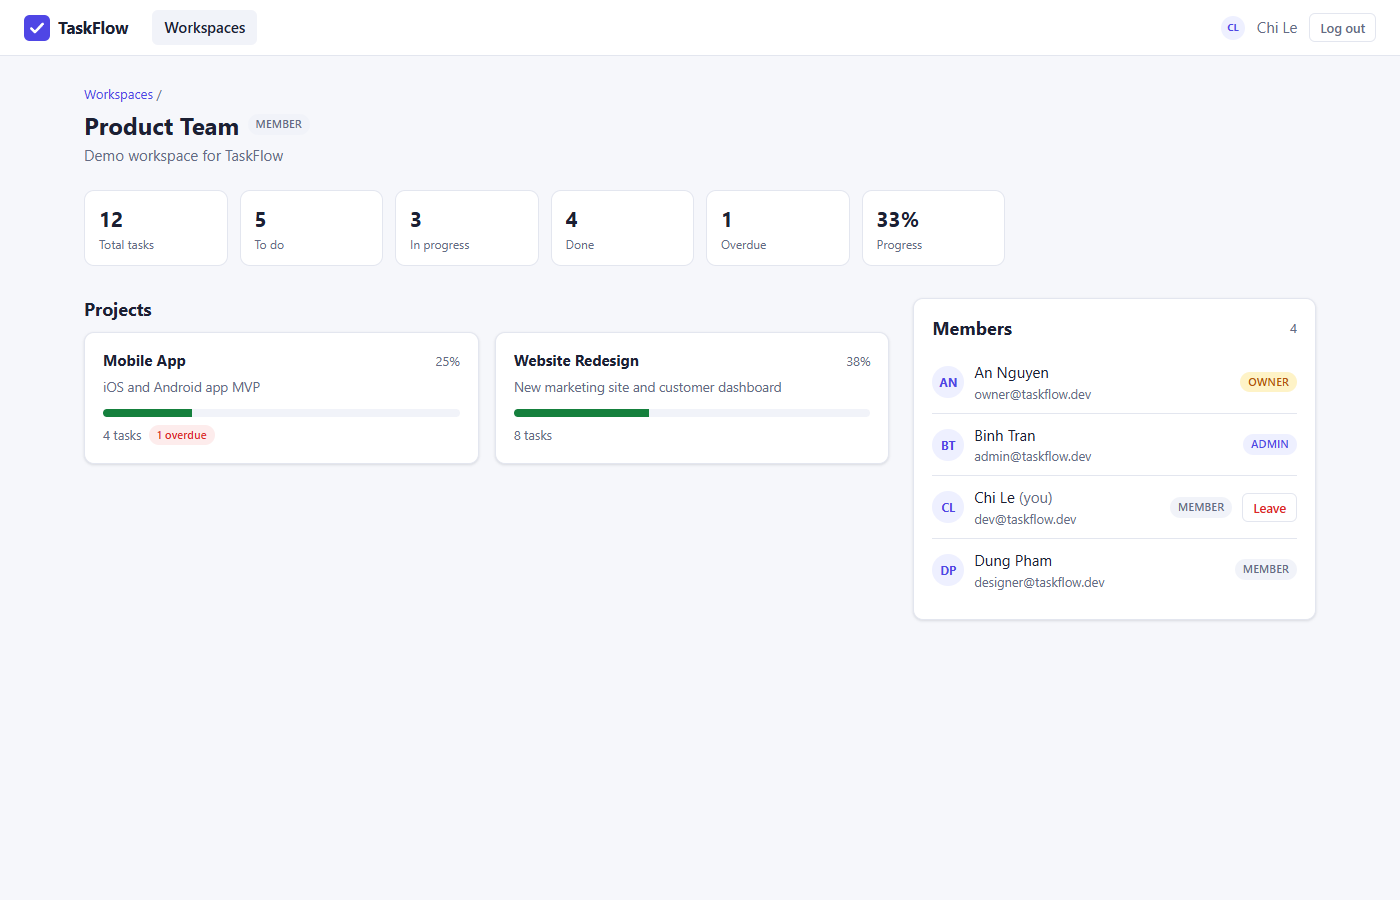 TaskFlow
Workspaces
CL
Chi Le
Log out
Workspaces /
Product Team
MEMBER
Demo workspace for TaskFlow
12
Total tasks
5
To do
3
In progress
4
Done
1
Overdue
33%
Progress
Projects
Mobile App
25%
iOS and Android app MVP
4 tasks
1 overdue
Website Redesign
38%
New marketing site and customer dashboard
8 tasks
Members
4
AN
An Nguyen
owner@taskflow.dev
OWNER
BT
Binh Tran
admin@taskflow.dev
ADMIN
CL
Chi Le (you)
dev@taskflow.dev
MEMBER
Leave
DP
Dung Pham
designer@taskflow.dev
MEMBER